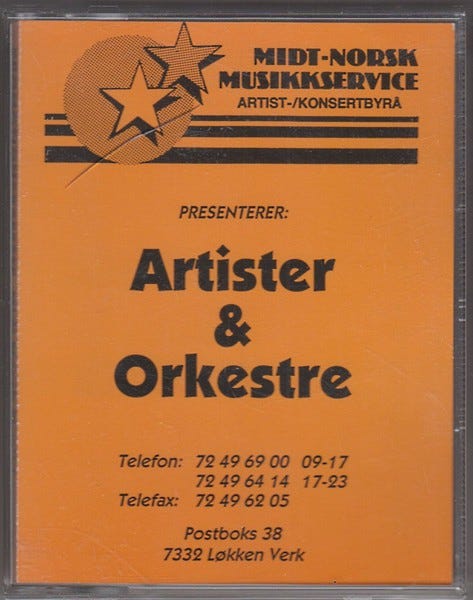 MIDT-NORSK
MUSIKKSERVICE
ARTIST-/KONSERTBYRÅ
PRESENTERER:
Artister
&
Orkestre
Telefon: 72 49 69 00 09-17
72 49 64 14 17-23
Telefax: 72 49 62 05
Postboks 38
7332 Løkken Verk